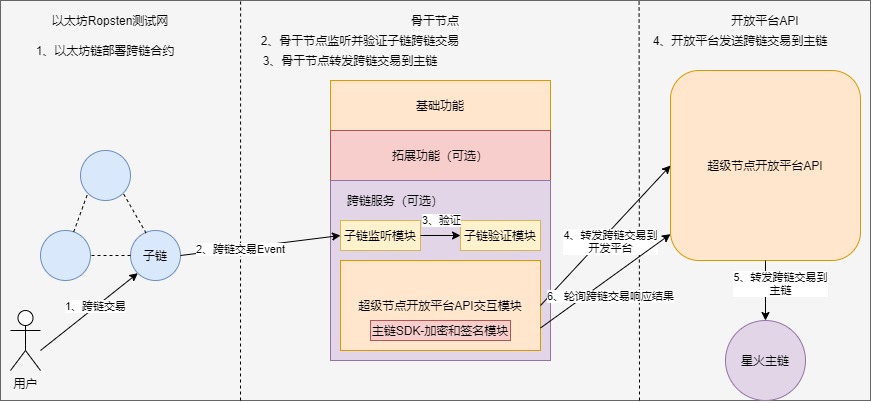 以太坊Ropsten测试网
1、以太坊链部署跨链合约
子链
1、跨链交易
用户
2、跨链交易Event
骨干节点
2、骨干节点监听并验证子链跨链交易
3、骨干节点转发跨链交易到主链
基础功能
拓展功能（可选）
跨链服务（可选）
子链监听模块
3、验证
子链验证模块
超级节点开放平台API交互模块
主链SDK-加密和签名模块
4、转发跨链交易到
开发平台
6、轮询跨链交易响应结果
开放平台API
4、开放平台发送跨链交易到主链
超级节点开放平台API
5、转发跨链交易到
主链
星火主链